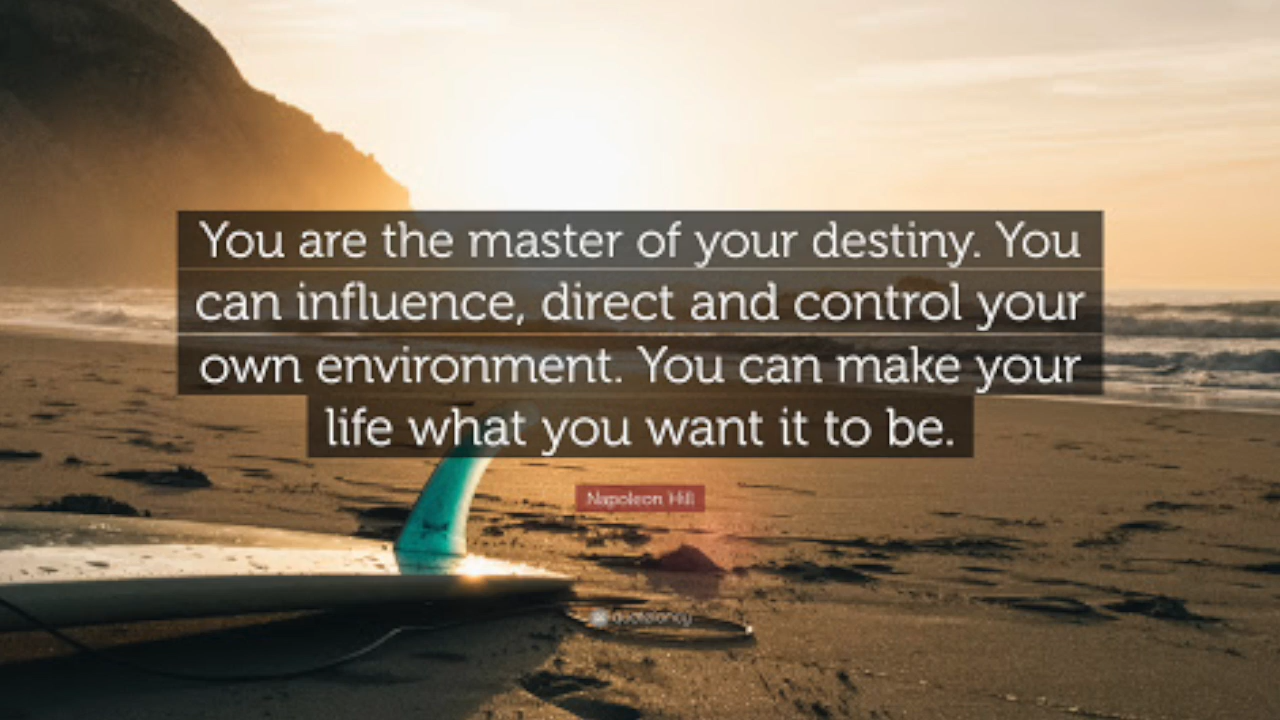 You are the master of your destiny. You
can influence, direct and control your
own environment. You can make your
life what you want it to be.
Napoleon Hill
quotefancy